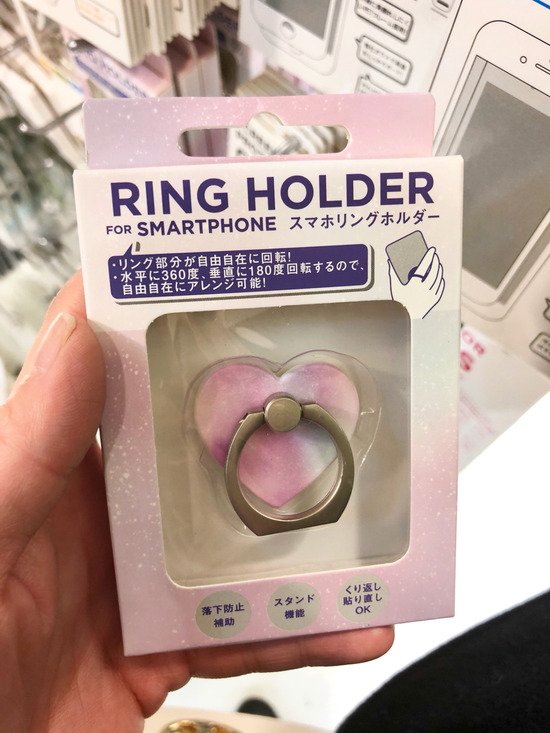 RING HOLDER
FOR SMARTPHONE スマホリングホルダー
・リング部分が自由自在に回転!
・水平に360度、垂直に180度回転するので、
自由自在にアレンジ可能!
落下防止
補助
スタンド
機能
くり返し
貼り直し
OK